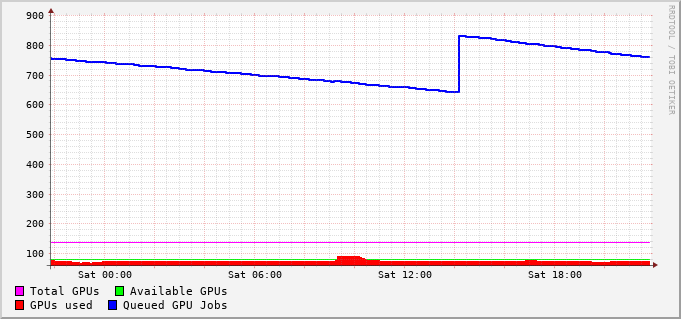 900
800
700
600
500
400
300
200
100
Sat 00:00 Sat 06:00 Sat 12:00 Sat 18:00
Total GPUs Available GPUs
GPUs used Queued GPU Jobs
RRDTOOL / TOBI OETIKER